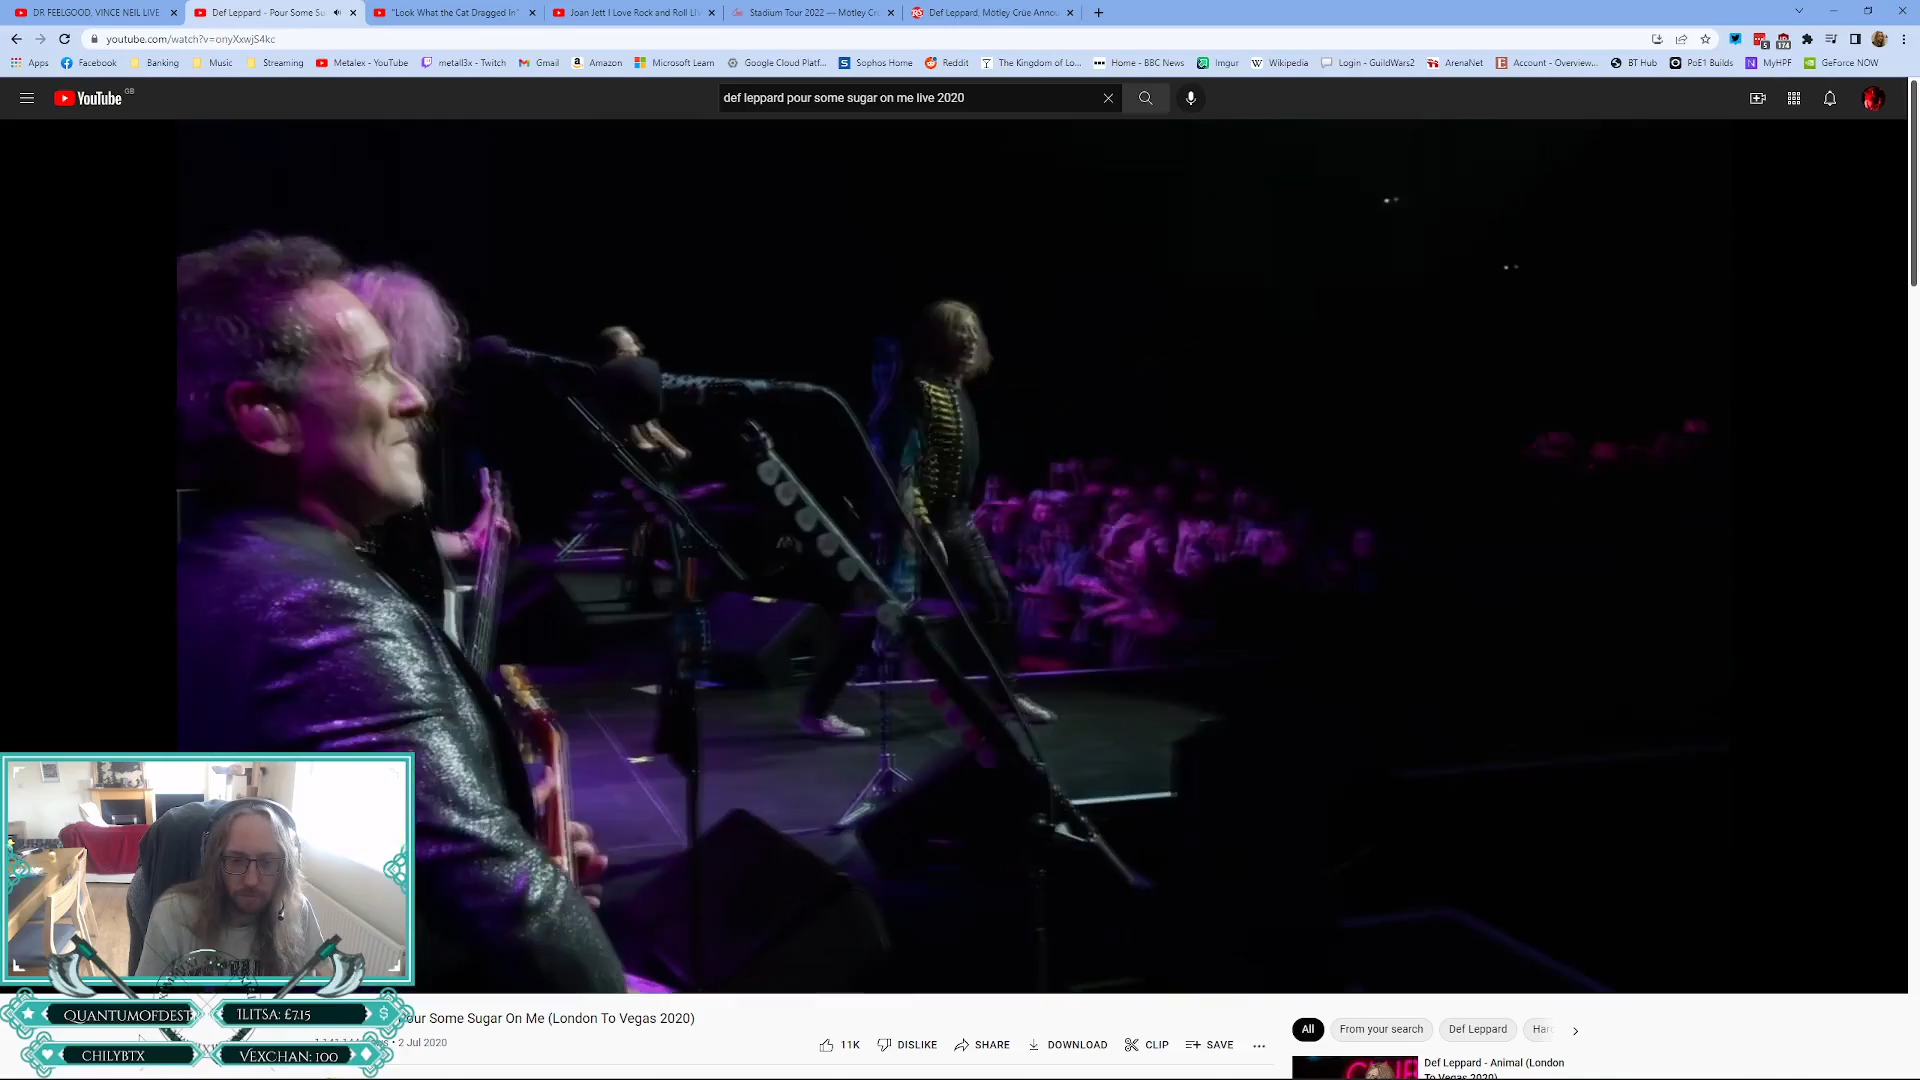 DR FEELGOOD, VINCE NEIL LIVE
Def Leppard - Pour Some Su
"Look What the Cat Dragged In"
Joan Jett I Love Rock and Roll Liv
Stadium Tour 2022 — Mötley Cr
Def Leppard, Mötley Crüe Annou
youtube.com/watch?v=onyXxwjS4kc
Apps
Facebook
Banking
Music
Streaming
Metalex - YouTube
metall3x - Twitch
Gmail
Amazon
Microsoft Learn
Google Cloud Platf...
Sophos Home
Reddit
The Kingdom of Lo...
Home - BBC News
Imgur
Wikipedia
Login - GuildWars2
ArenaNet
Account - Overview...
BT Hub
PoE1 Builds
MyHPF
GeForce NOW
YouTube GB
def leppard pour some sugar on me live 2020
our Some Sugar On Me (London To Vegas 2020)
• 2 Jul 2020
11K
DISLIKE
SHARE
DOWNLOAD
CLIP
SAVE
All
From your search
Def Leppard
Hard
Def Leppard - Animal (London
To Vegas 2020)
QUANTUMOFDEST
ILITSA: £7.15
CHILYBTX
VEXCHAN: 100